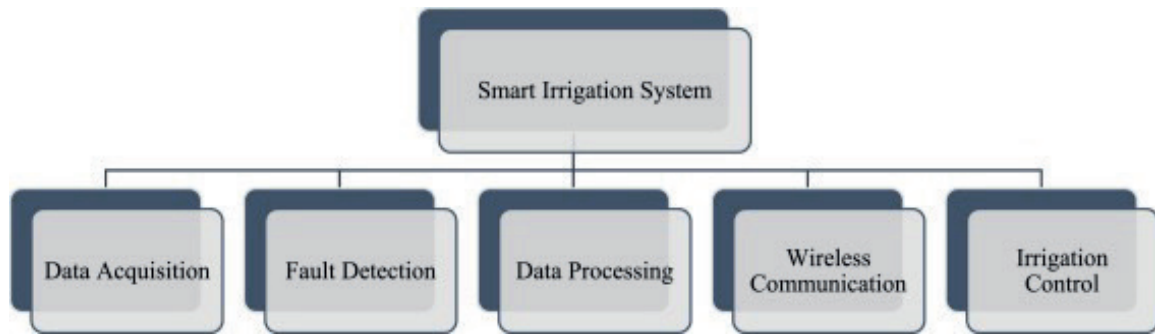 Smart Irrigation System
Data Acquisition
Fault Detection
Data Processing
Wireless
Communication
Irrigation
Control